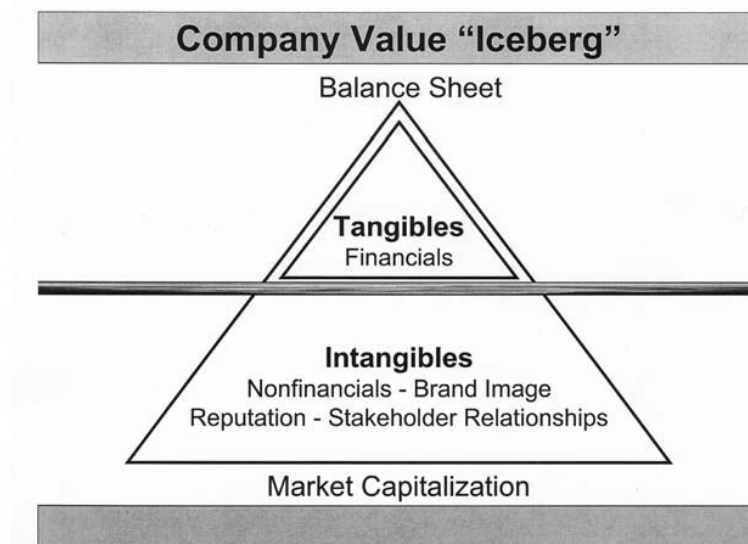 Company Value “Iceberg”
Balance Sheet
Tangibles
Financials
Intangibles
Nonfinancials - Brand Image
Reputation - Stakeholder Relationships
Market Capitalization